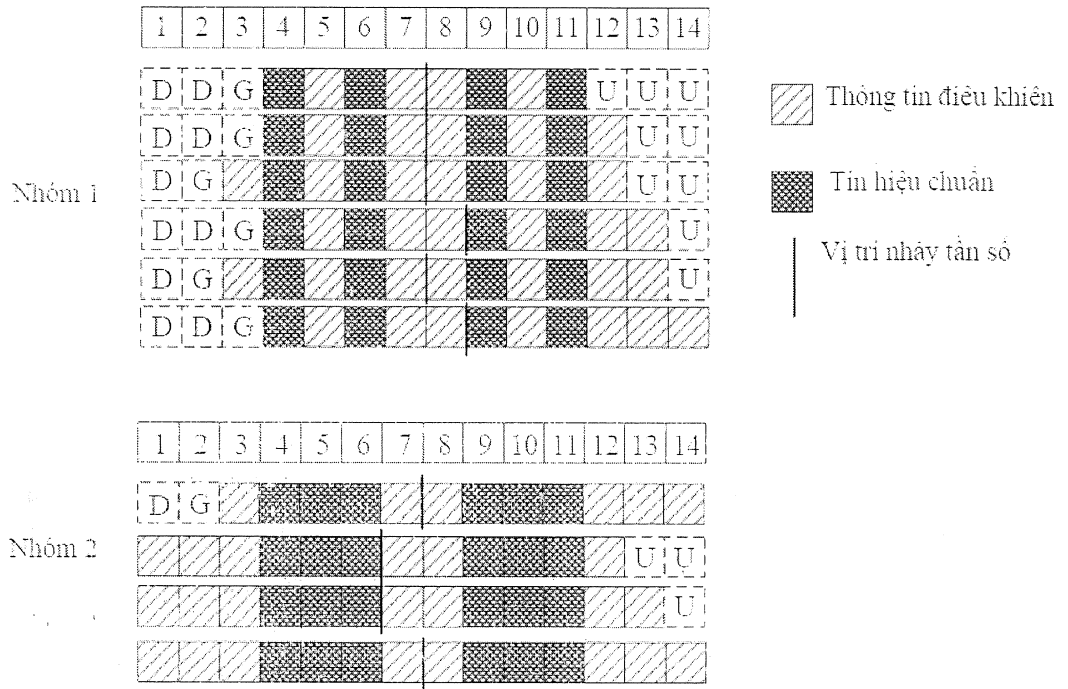 1 2 3 4 5 6 7 8 9 10 11 12 13 14
D D G U U U
Thông tin điều khiển
D D G U U
Tín hiệu chuẩn
Nhóm 1
D G U U
D D G U
Vị trí nhảy tần số
D G U
D D G
1 2 3 4 5 6 7 8 9 10 11 12 13 14
D G
Nhóm 2
U U
U